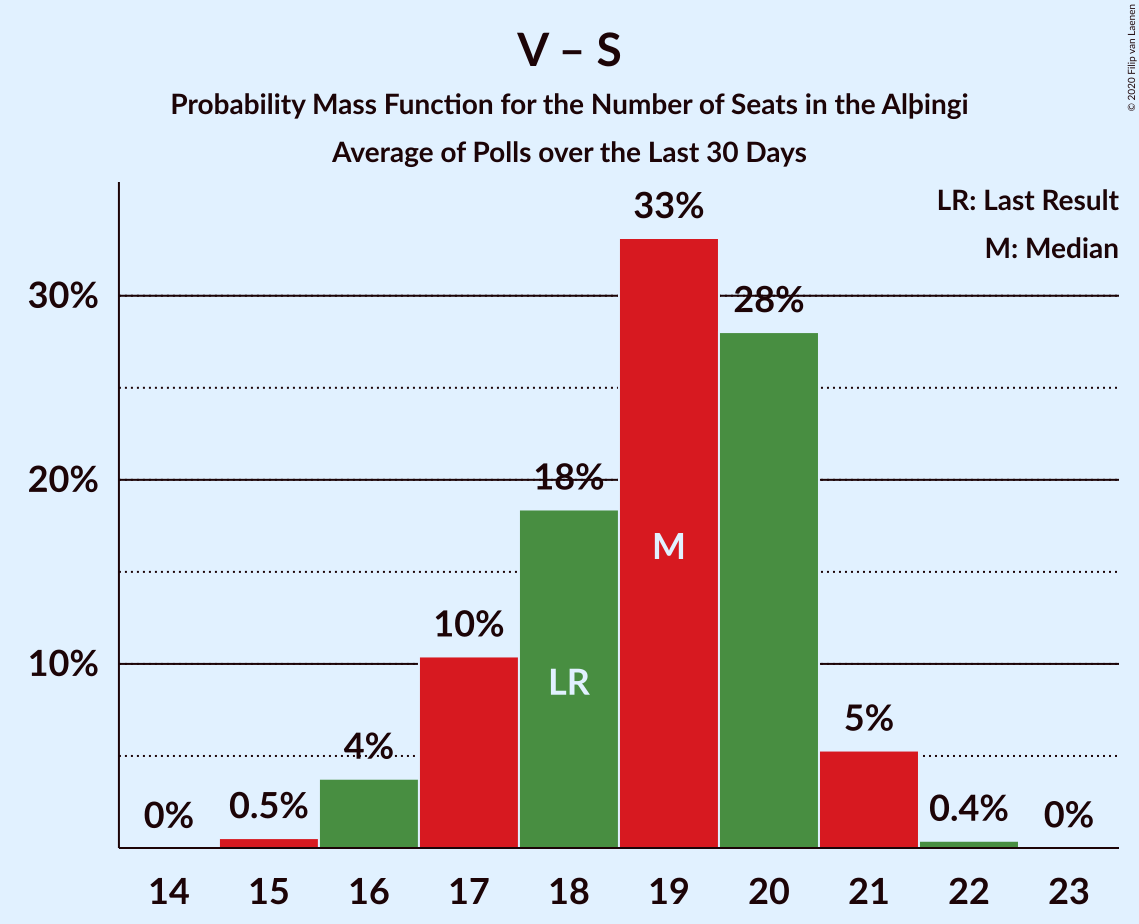 V – S
Probability Mass Function for the Number of Seats in the Alþingi
Average of Polls over the Last 30 Days
© 2020 Filip van Laenen
LR: Last Result
M: Median
33%
30%
28%
20%
18%
M
10%
10%
LR
5%
4%
0%
0.5%
0.4%
0%
14 15 16 17 18 19 20 21 22 23